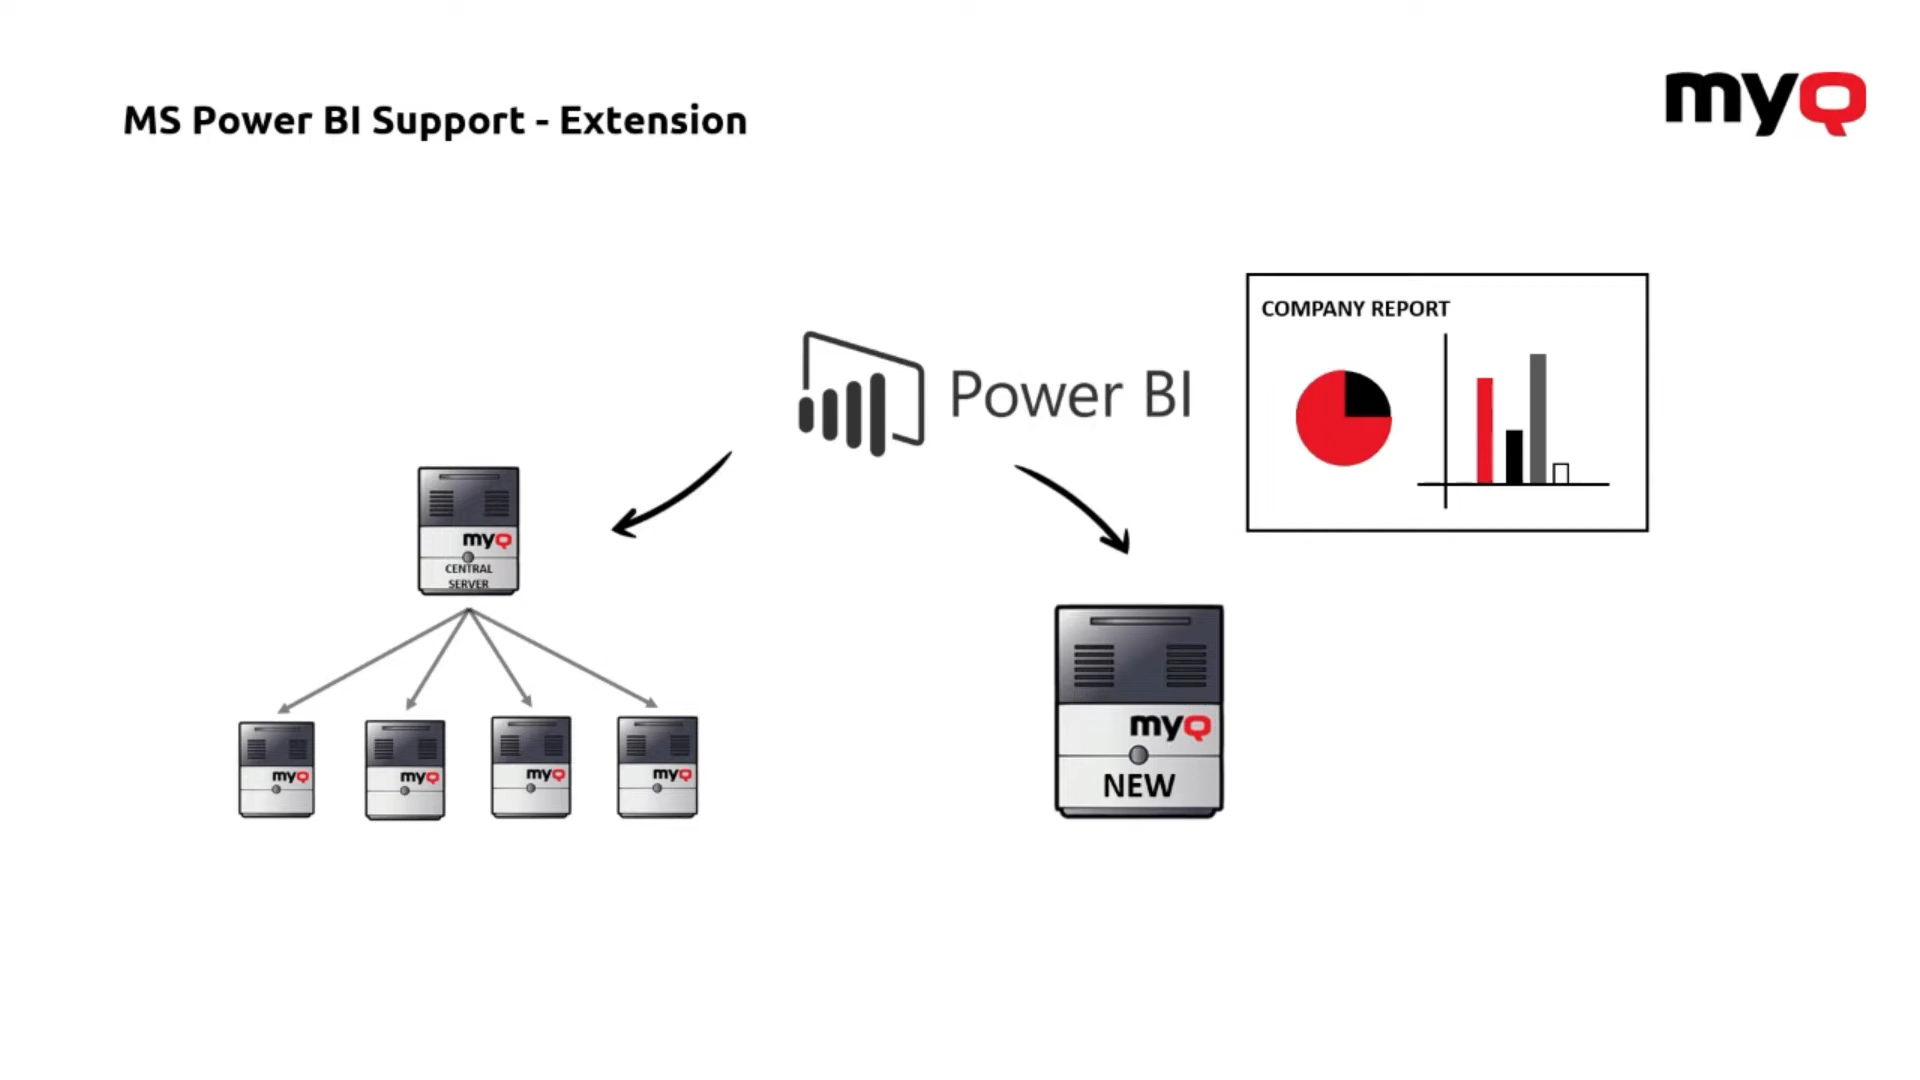 MS Power BI Support - Extension
myQ
COMPANY REPORT
Power BI
myQ
CENTRAL
SERVER
myQ
myQ
myQ
myQ
myQ
NEW